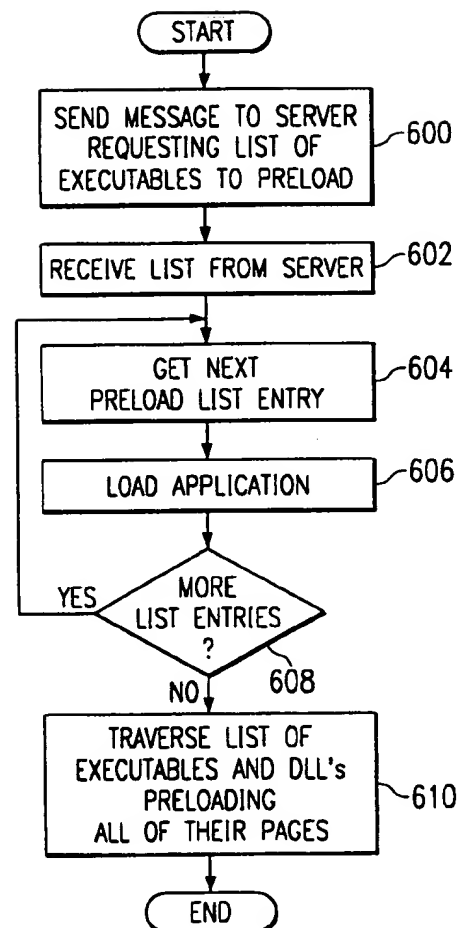 START
SEND MESSAGE TO SERVER
REQUESTING LIST OF
EXECUTABLES TO PRELOAD
600
RECEIVE LIST FROM SERVER
602
GET NEXT
PRELOAD LIST ENTRY
604
LOAD APPLICATION
606
YES
MORE
LIST ENTRIES
?
608
NO
TRAVERSE LIST OF
EXECUTABLES AND DLL's
PRELOADING
ALL OF THEIR PAGES
610
END